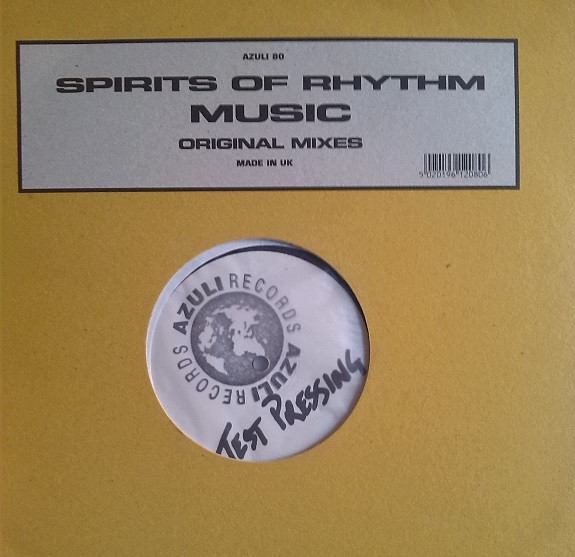 AZULI 80
SPIRITS OF RHYTHM
MUSIC
ORIGINAL MIXES
MADE IN UK
5 020196 120806
AZULI RECORDS AZULI RECORDS
TEST PRESSING